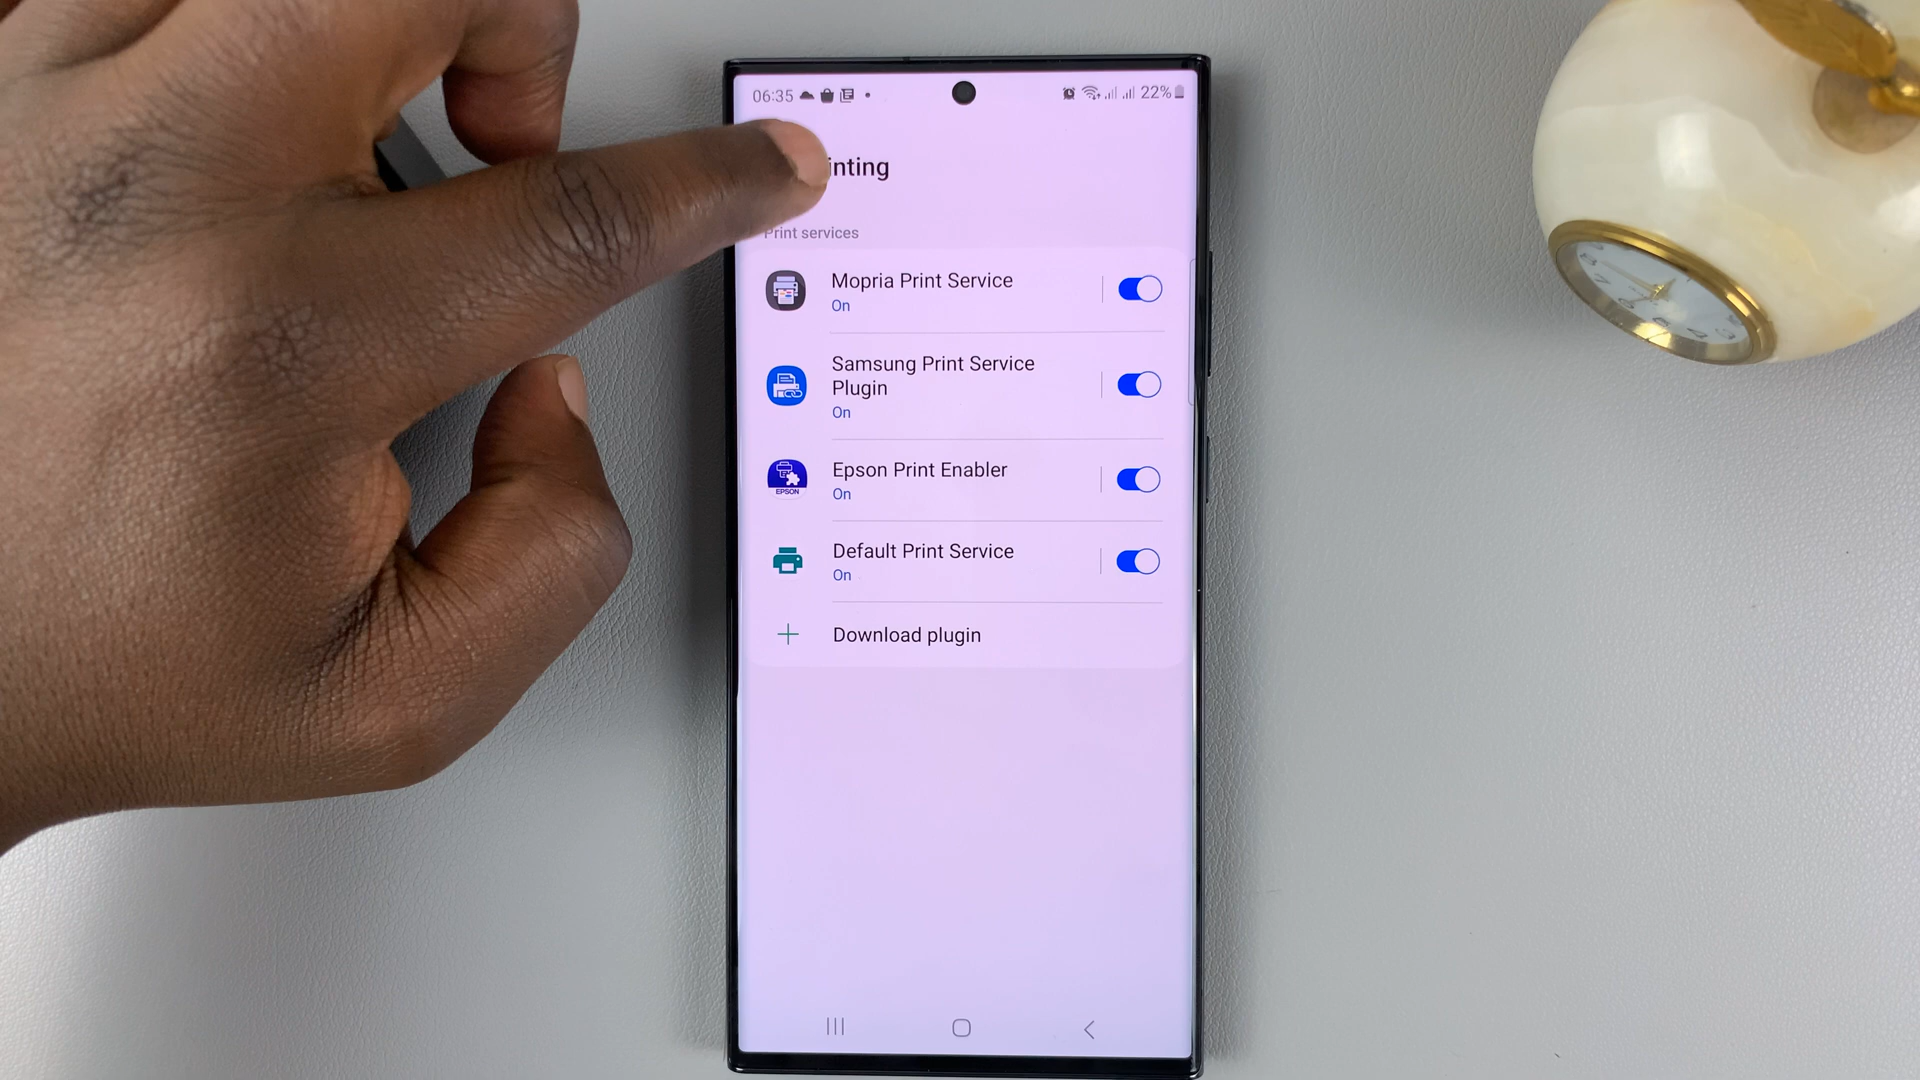 06:35 22%
inting
Print services
Mopria Print Service
On
Samsung Print Service
Plugin
On
Epson Print Enabler
On
EPSON
Default Print Service
On
Download plugin